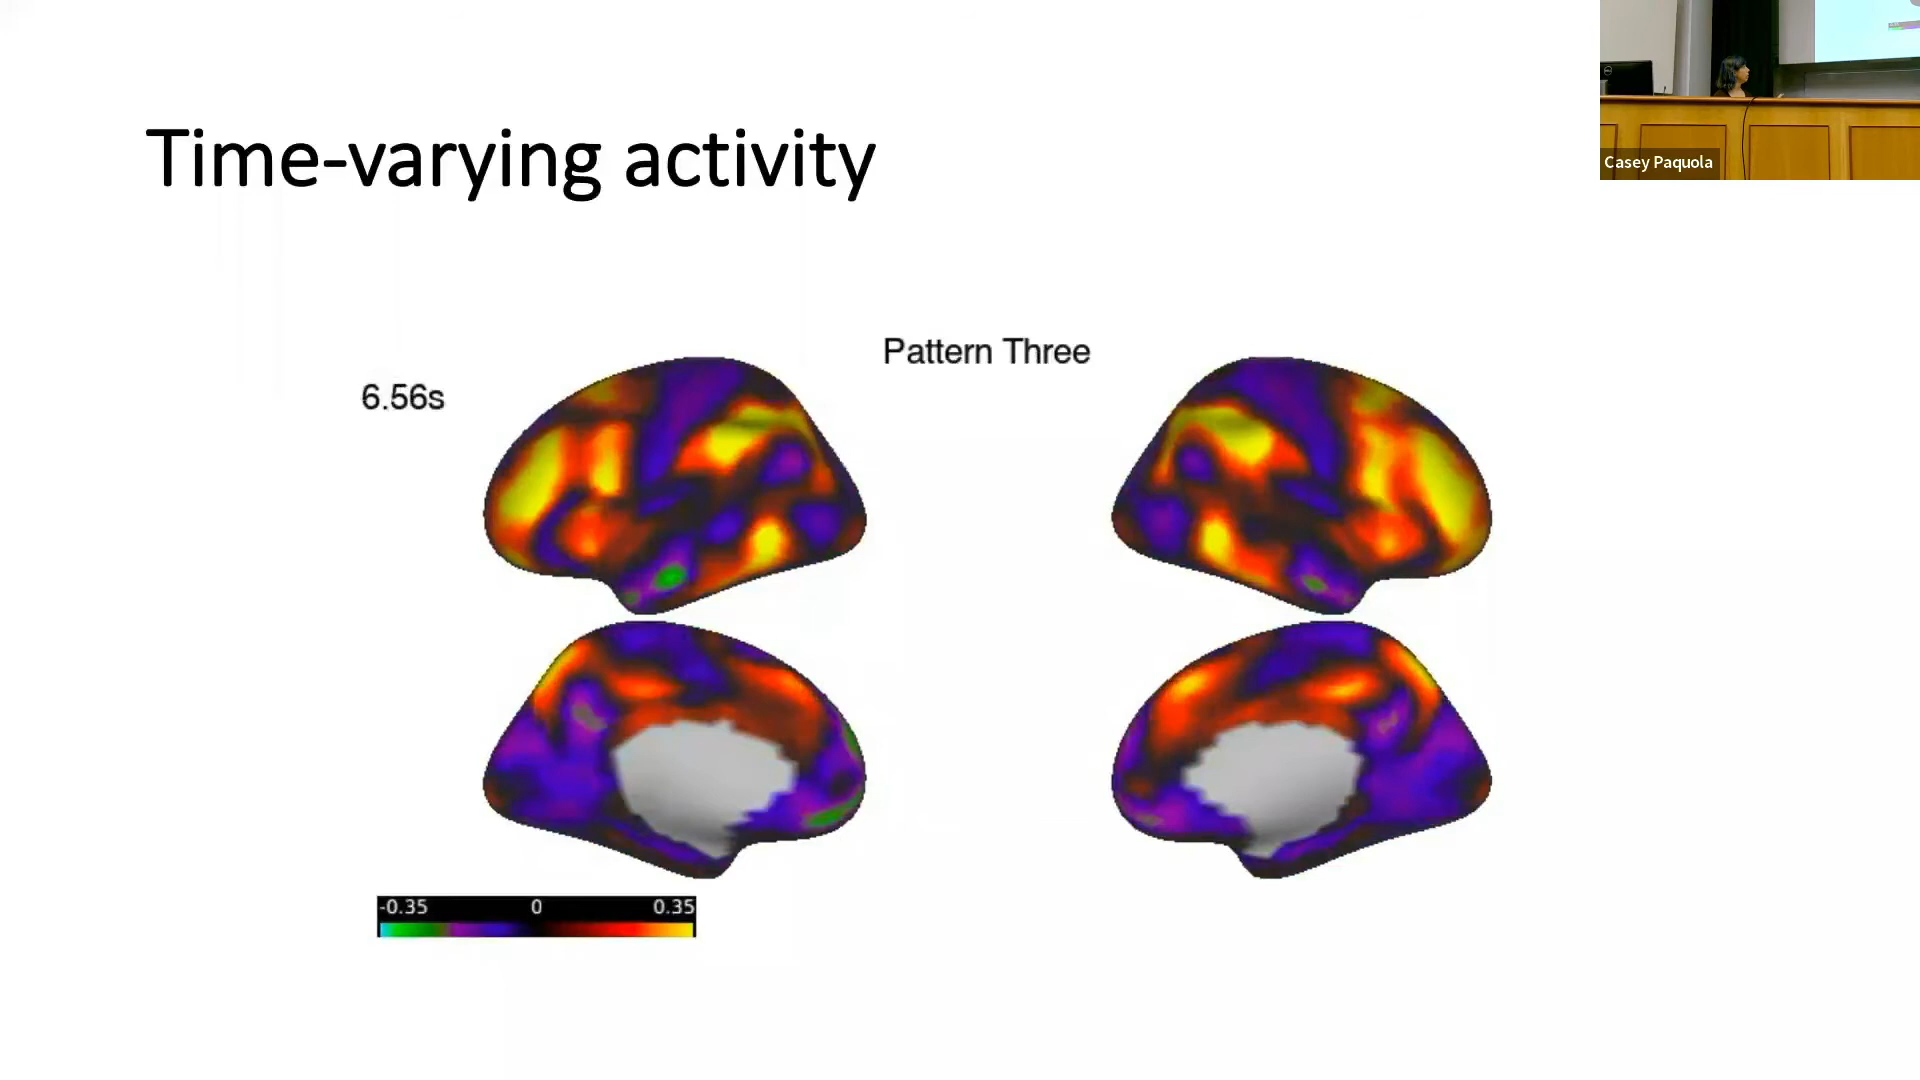 Time-varying activity
Casey Paquola
Pattern Three
6.56s
-0.35 0 0.35